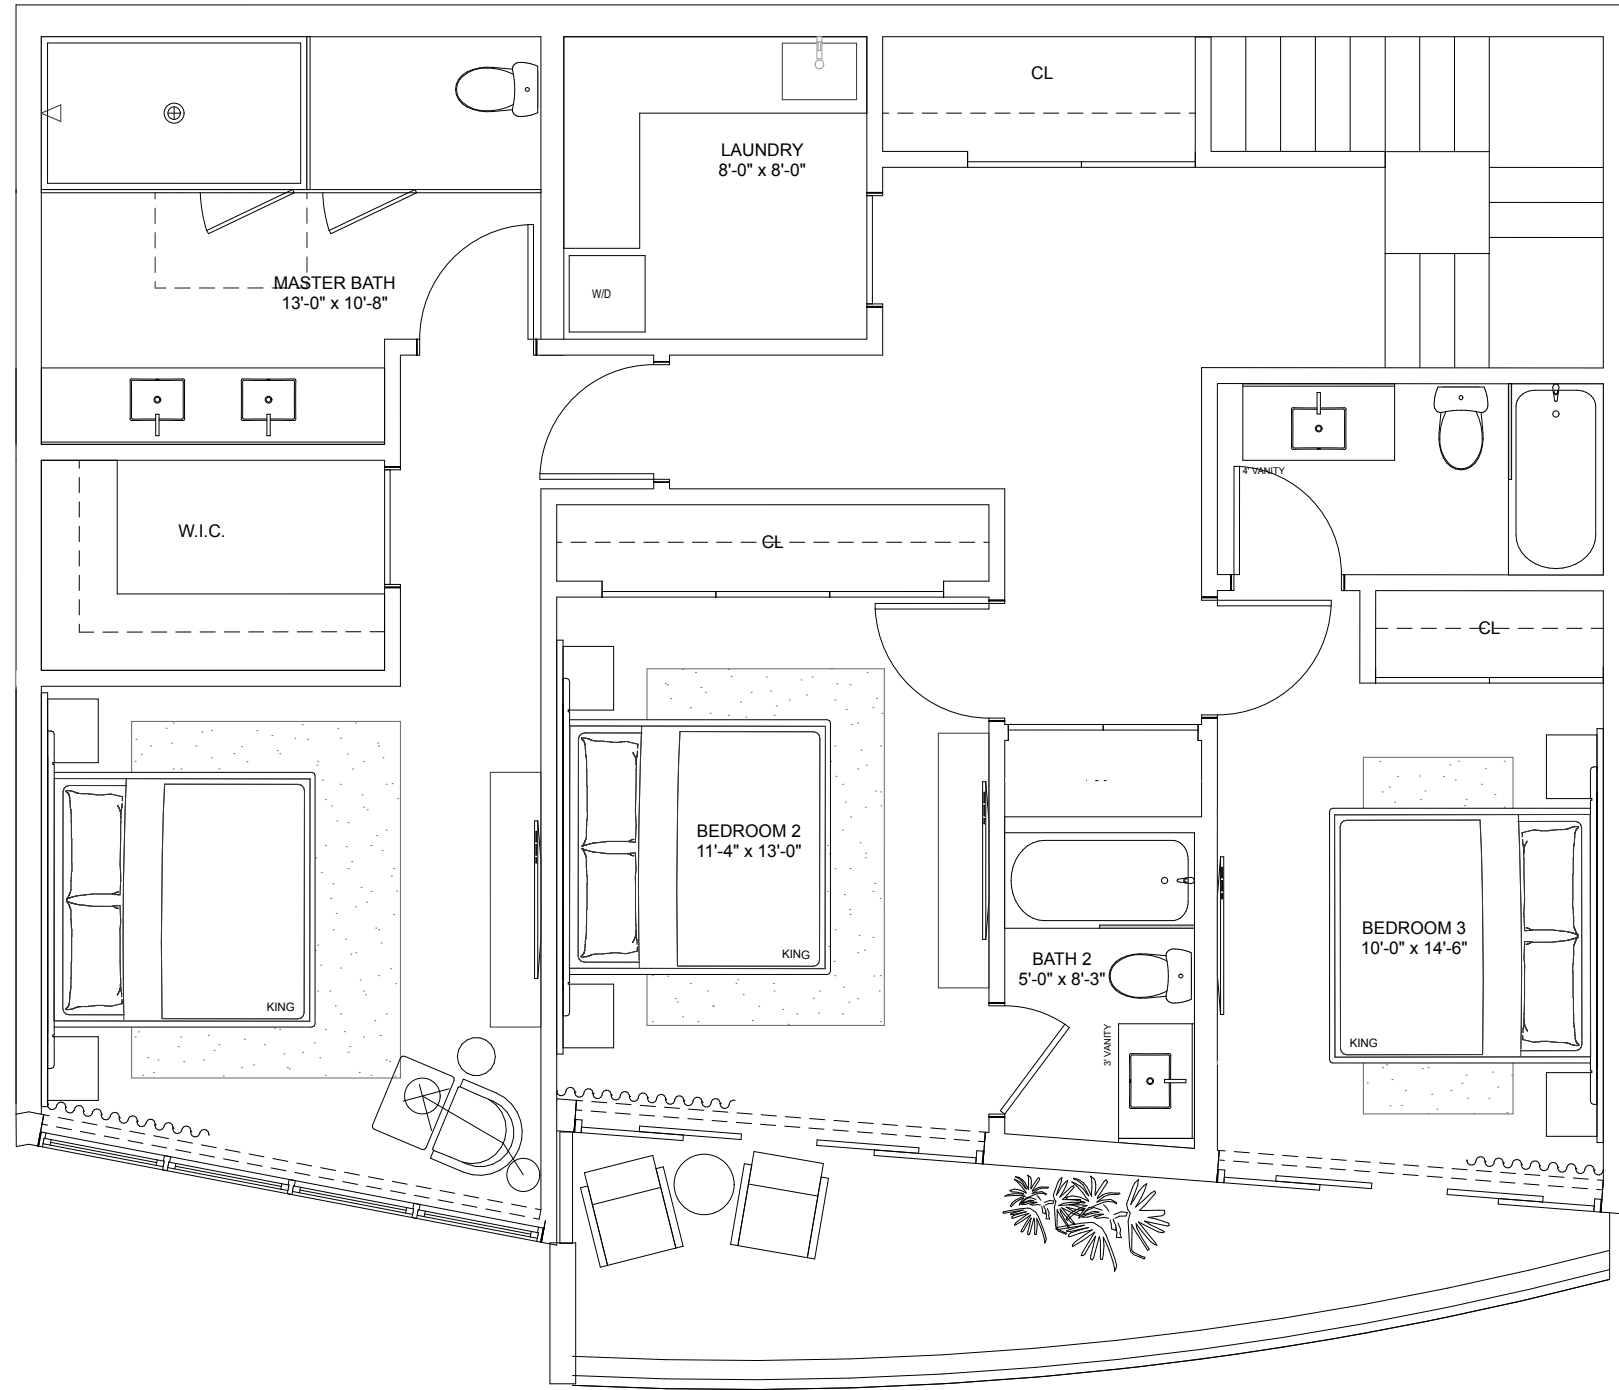 CL
LAUNDRY
8'-0" x 8'-0"
MASTER BATH
13'-0" x 10'-8"
W/D
4' VANITY
W.I.C.
CL
CL
BEDROOM 2
11'-4" x 13'-0"
KING
KING
BATH 2
5'-0" x 8'-3"
3' VANITY
BEDROOM 3
10'-0" x 14'-6"
KING